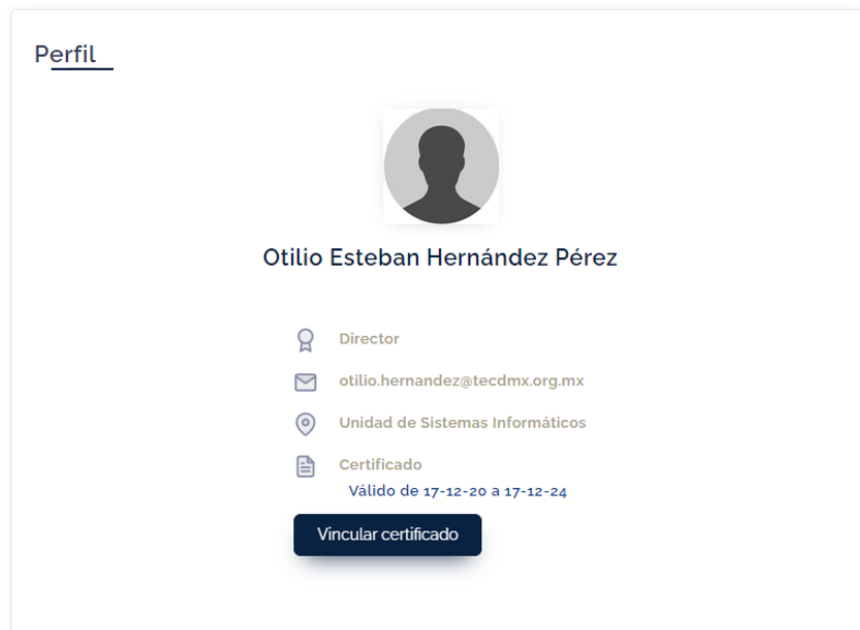 Perfil
Otilio Esteban Hernández Pérez
Director
otilio.hernandez@tecdmx.org.mx
Unidad de Sistemas Informáticos
Certificado
Válido de 17-12-20 a 17-12-24
Vincular certificado